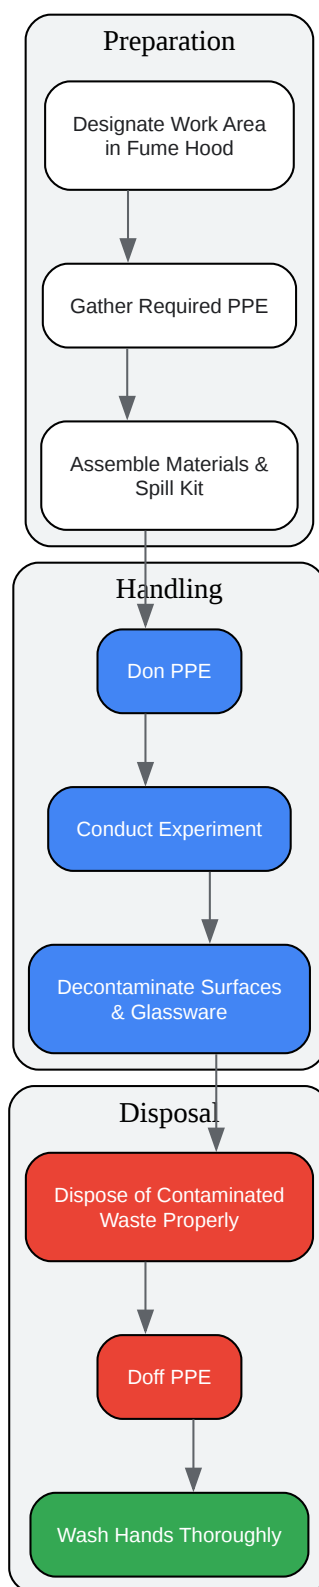 Preparation
Designate Work Area
in Fume Hood
Gather Required PPE
Assemble Materials &
Spill Kit
Handling
Don PPE
Conduct Experiment
Decontaminate Surfaces
& Glassware
Disposal
Dispose of Contaminated
Waste Properly
Doff PPE
Wash Hands Thoroughly